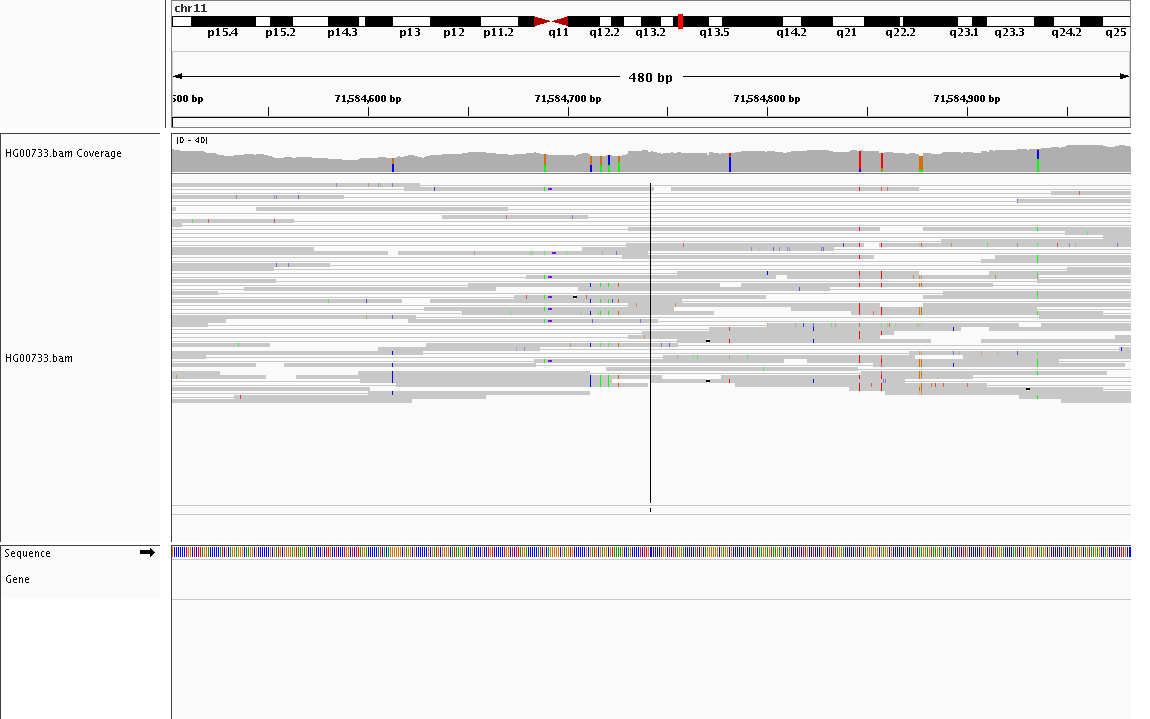 chr11
p15.4 p15.2 p14.3 p13 p12 p11.2 q11 q12.2 q13.2 q13.5 q14.2 q21 q22.2 q23.1 q23.3 q24.2 q25
480 bp
500 bp 71,584,600 bp 71,584,700 bp 71,584,800 bp 71,584,900 bp
[0 - 40]
HG00733.bam Coverage
HG00733.bam
Sequence
Gene